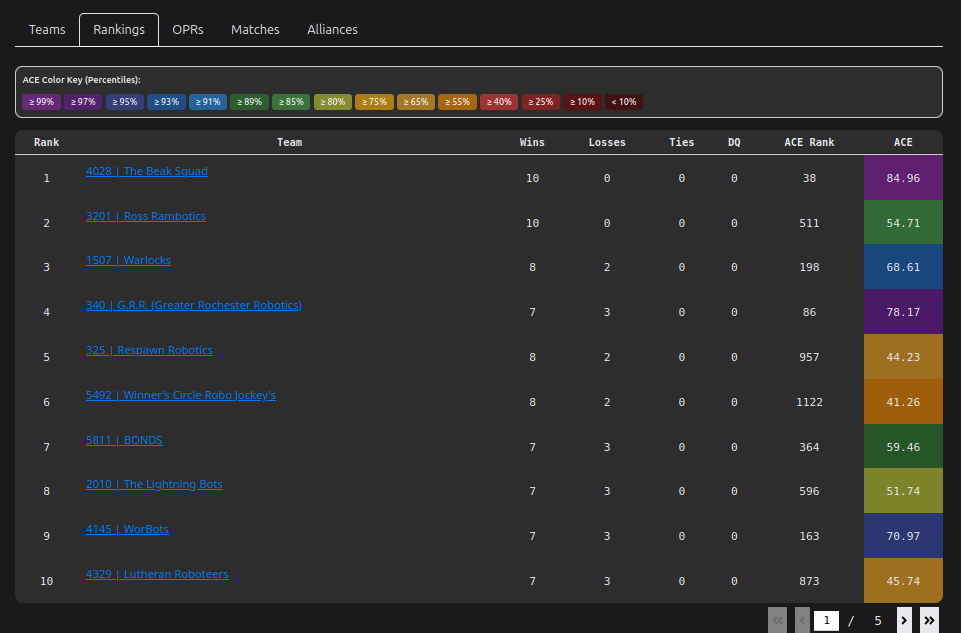 Teams Rankings OPRs Matches Alliances
ACE Color Key (Percentiles):
≥ 99% ≥ 97% ≥ 95% ≥ 93% ≥ 91% ≥ 89% ≥ 85% ≥ 80% ≥ 75% ≥ 65% ≥ 55% ≥ 40% ≥ 25% ≥ 10% < 10%
Rank Team Wins Losses Ties DQ ACE Rank ACE
1 4028 | The Beak Squad 10 0 0 0 38 84.96
2 3201 | Ross Rambotics 10 0 0 0 511 54.71
3 1507 | Warlocks 8 2 0 0 198 68.61
4 340 | G.R.R. (Greater Rochester Robotics) 7 3 0 0 86 78.17
5 325 | Respawn Robotics 8 2 0 0 957 44.23
6 5492 | Winner's Circle Robo Jockey's 8 2 0 0 1122 41.26
7 5811 | BONDS 7 3 0 0 364 59.46
8 2010 | The Lightning Bots 7 3 0 0 596 51.74
9 4145 | WorBots 7 3 0 0 163 70.97
10 4329 | Lutheran Roboteers 7 3 0 0 873 45.74
« ‹ 1 / 5 › »